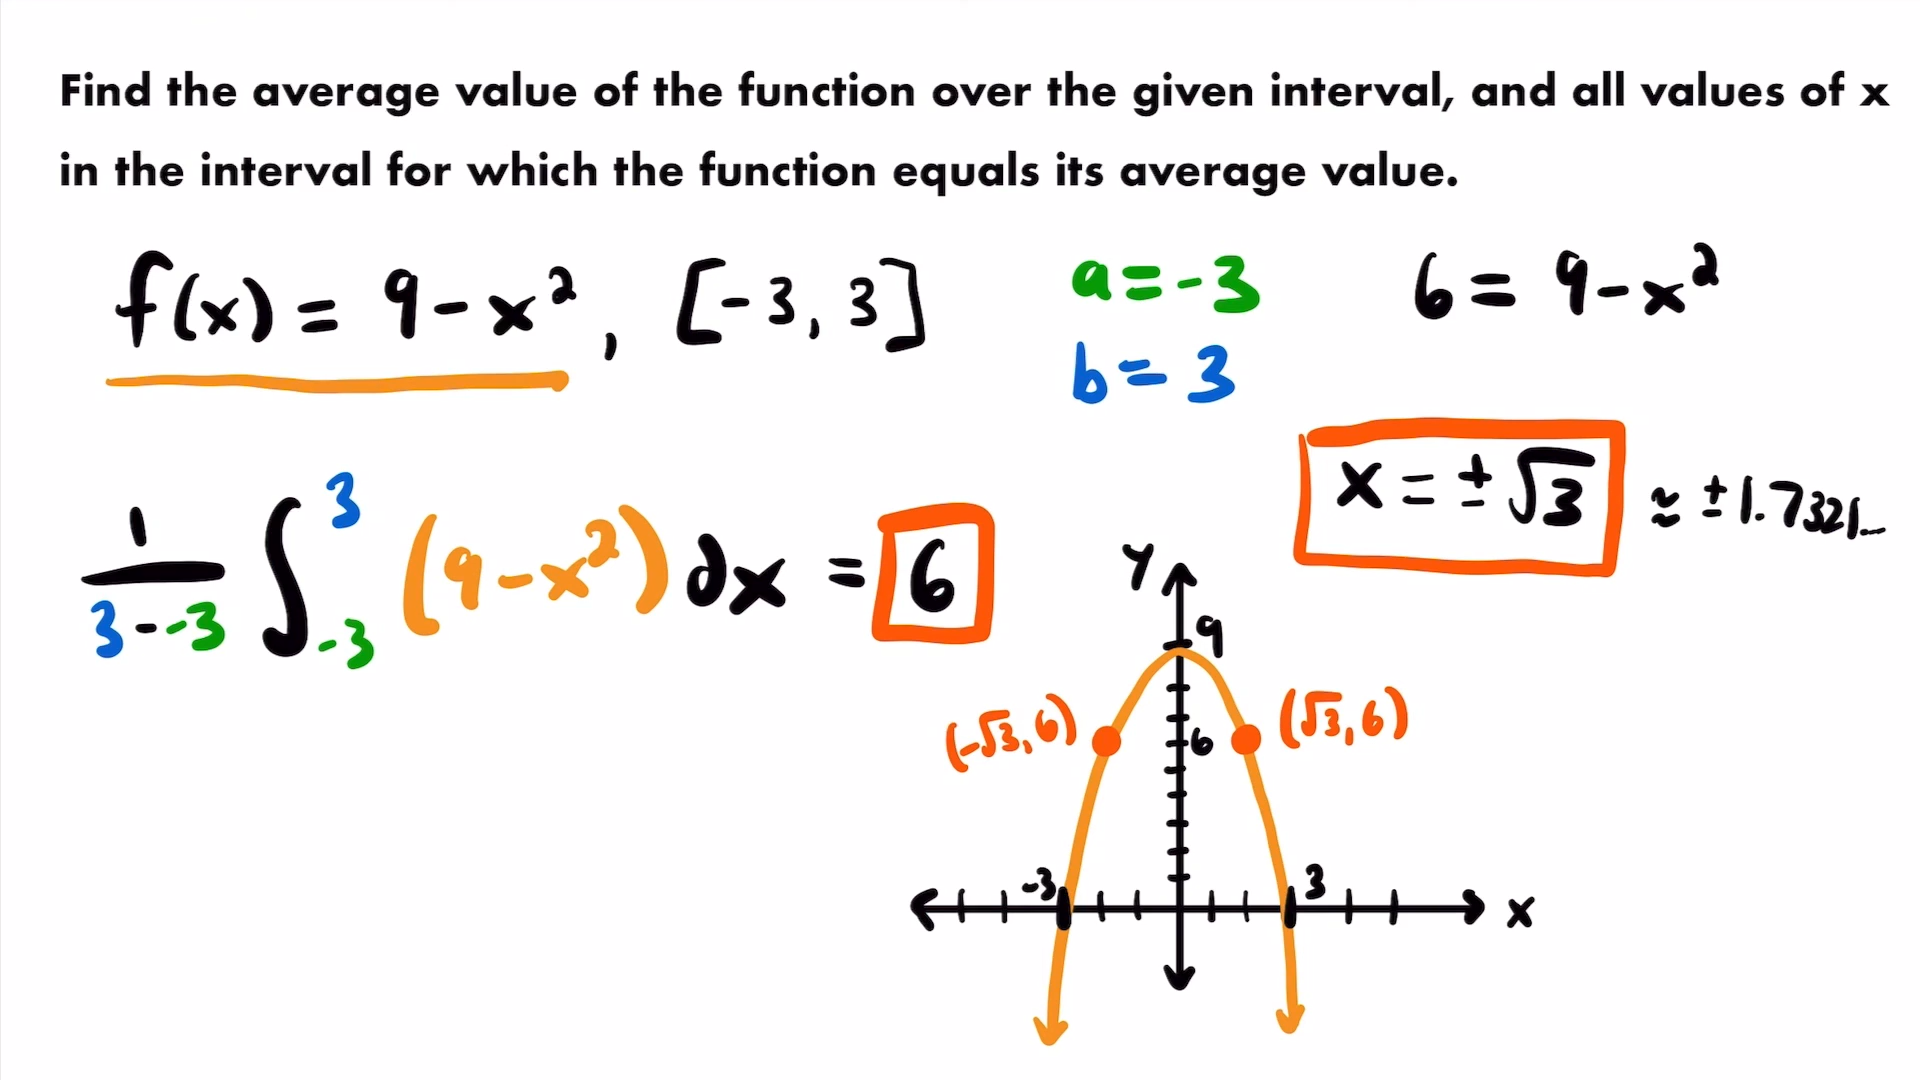 Find the average value of the function over the given interval, and all values of x
in the interval for which the function equals its average value.
f(x) = 9 - x², [-3, 3]
a = -3
b = 3
6 = 9 - x²
x = ±√3 ≈ ±1.7321...
1/(3 - -3) ∫₋₃³ (9 - x²) dx = 6
y
9
(-√3, 6)
6
(√3, 6)
-3
3
x